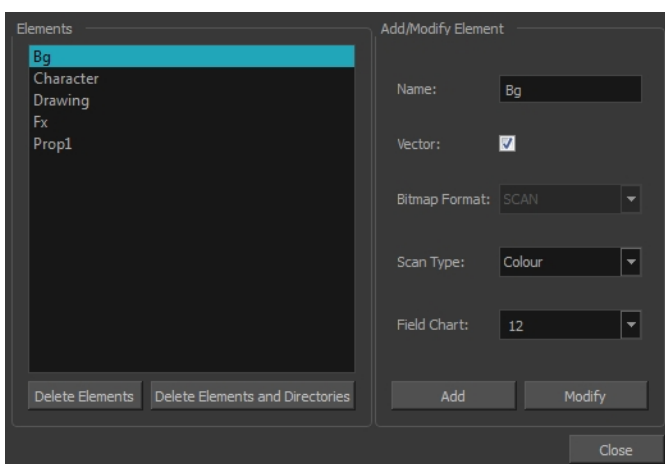 Elements
Bg
Character
Drawing
Fx
Prop1
Delete Elements Delete Elements and Directories
Add/Modify Element
Name: Bg
Vector:
Bitmap Format: SCAN
Scan Type: Colour
Field Chart: 12
Add Modify
Close